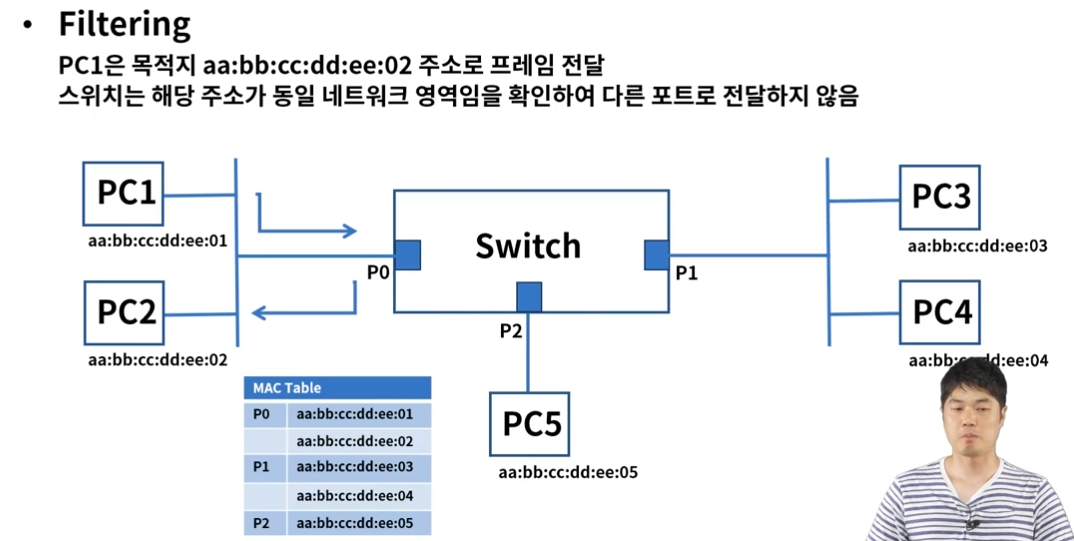 • Filtering
PC1은 목적지 aa:bb:cc:dd:ee:02 주소로 프레임 전달
스위치는 해당 주소가 동일 네트워크 영역임을 확인하여 다른 포트로 전달하지 않음
PC1
aa:bb:cc:dd:ee:01
PC2
aa:bb:cc:dd:ee:02
P0
Switch
P1
P2
PC3
aa:bb:cc:dd:ee:03
PC4
aa:bb:cc:dd:ee:04
PC5
aa:bb:cc:dd:ee:05
MAC Table
P0 aa:bb:cc:dd:ee:01
aa:bb:cc:dd:ee:02
P1 aa:bb:cc:dd:ee:03
aa:bb:cc:dd:ee:04
P2 aa:bb:cc:dd:ee:05